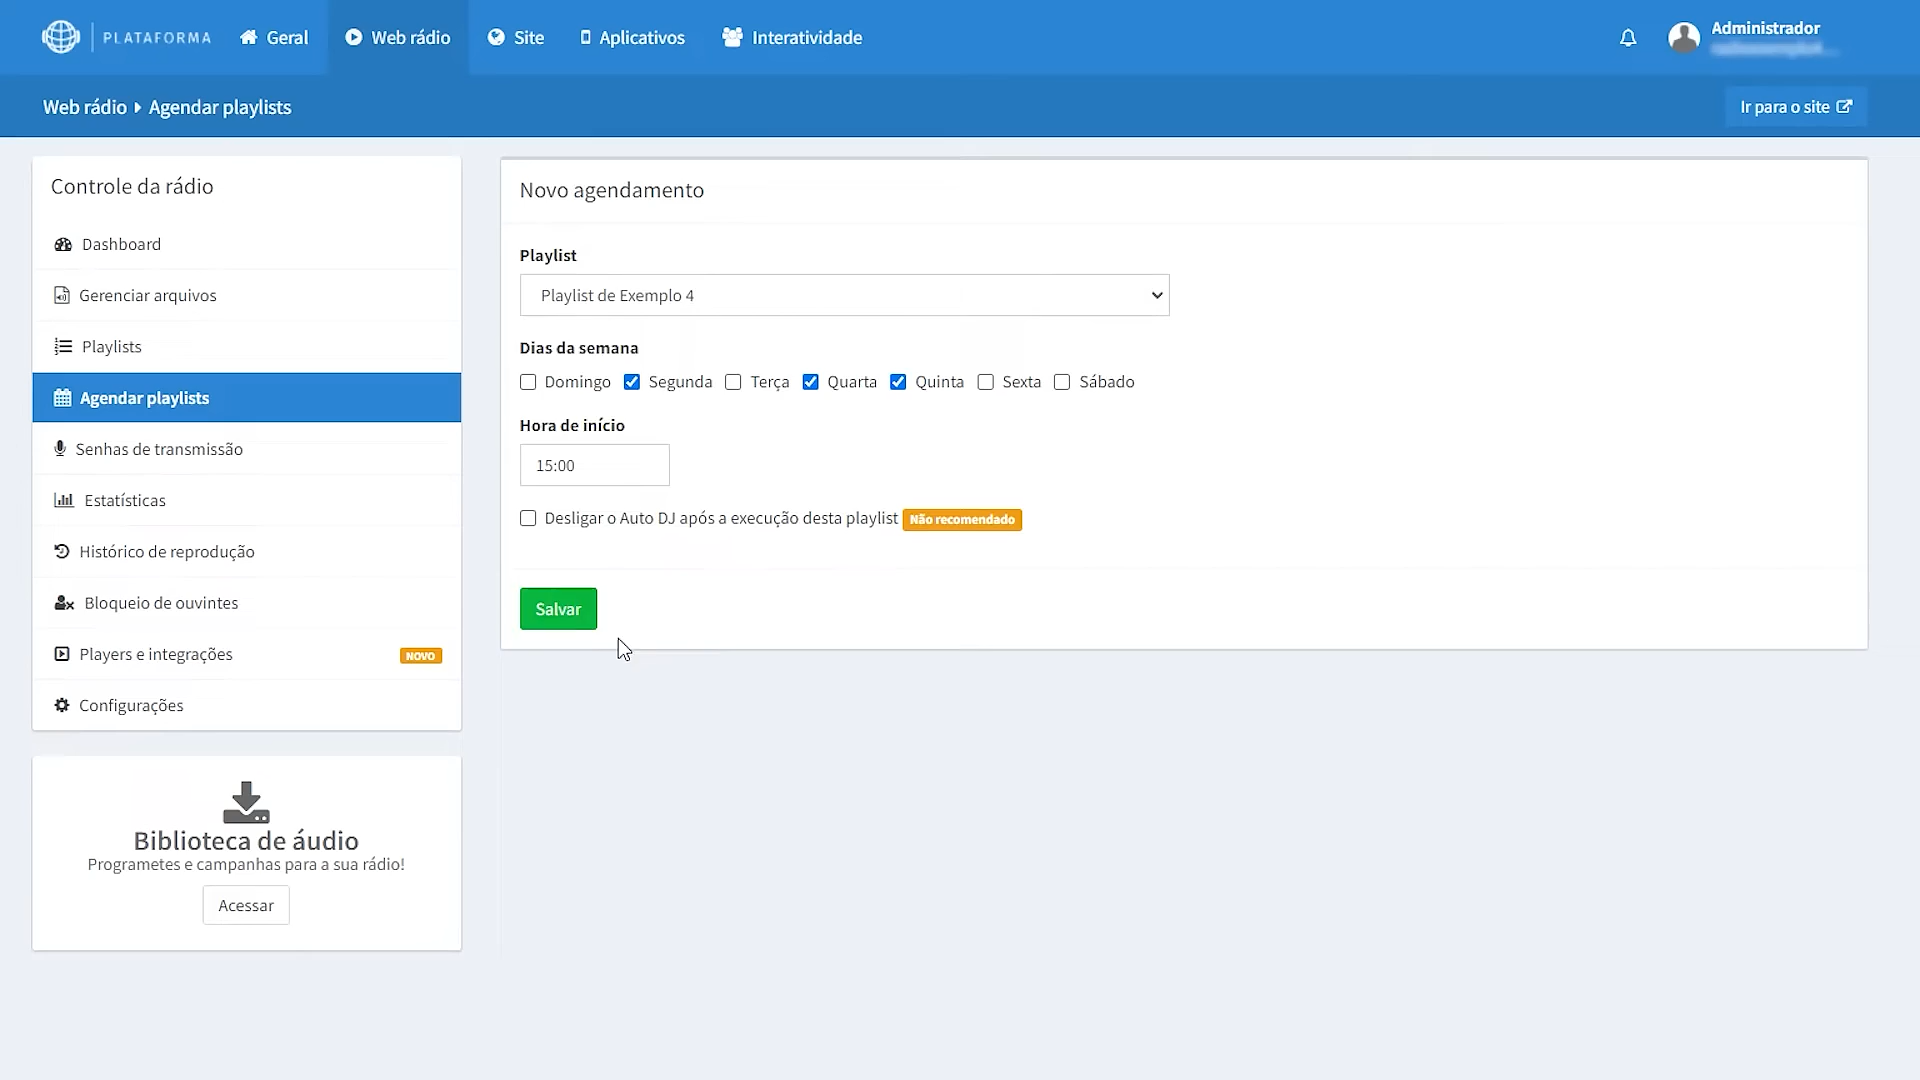 PLATAFORMA
Geral
Web rádio
Site
Aplicativos
Interatividade
Administrador
Web rádio
Agendar playlists
Ir para o site
Controle da rádio
Dashboard
Gerenciar arquivos
Playlists
Agendar playlists
Senhas de transmissão
Estatísticas
Histórico de reprodução
Bloqueio de ouvintes
Players e integrações NOVO
Configurações
Biblioteca de áudio
Programetes e campanhas para a sua rádio!
Acessar
Novo agendamento
Playlist
Playlist de Exemplo 4
Dias da semana
Domingo Segunda Terça Quarta Quinta Sexta Sábado
Hora de início
15:00
Desligar o Auto DJ após a execução desta playlist Não recomendado
Salvar